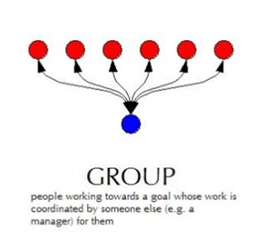 GROUP
people working towards a goal whose work is
coordinated by someone else (e.g. a
manager) for them